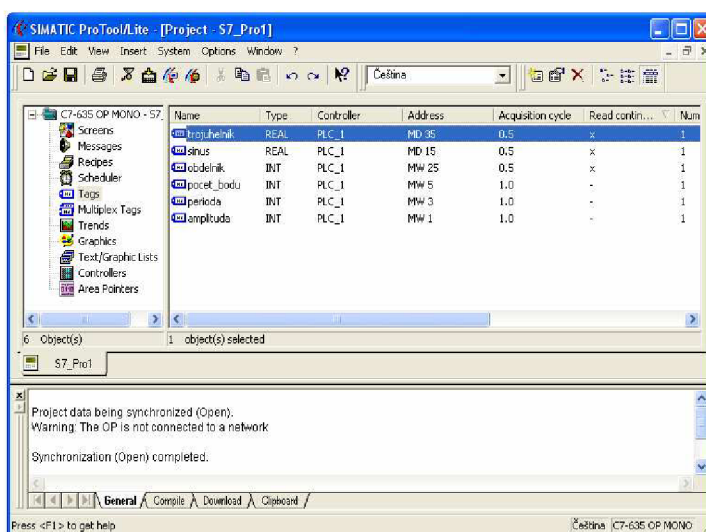 SIMATIC ProTool/Lite - [Project - S7_Pro1]
File Edit View Insert System Options Window ?
Čeština
C7-635 OP MONO - S7_
Screens
Messages
Recipes
Scheduler
Tags
Multiplex Tags
Trends
Graphics
Text/Graphic Lists
Controllers
Area Pointers
Name Type Controller Address Acquisition cycle Read contin... Num
trojuhelnik REAL PLC_1 MD 35 0.5 x 1
sinus REAL PLC_1 MD 15 0.5 x 1
obdelnik INT PLC_1 MW 25 0.5 x 1
pocet_bodu INT PLC_1 MW 5 1.0 - 1
perioda INT PLC_1 MW 3 1.0 - 1
amplituda INT PLC_1 MW 1 1.0 - 1
6 Object(s) 1 object(s) selected
S7_Pro1
Project data being synchronized (Open).
Warning: The OP is not connected to a network
Synchronization (Open) completed.
General Compile Download Clipboard
Press <F1> to get help Čeština C7-635 OP MONO